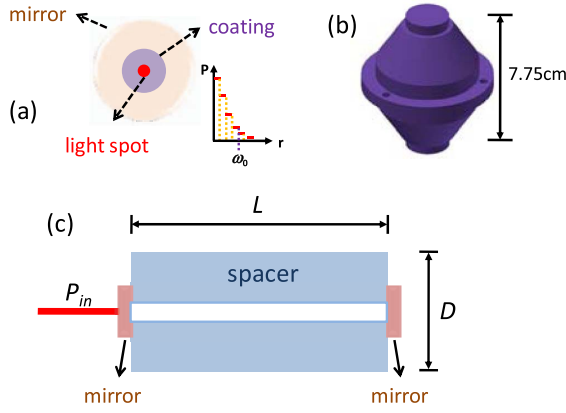 mirror
coating
(a)
light spot
P
r
ω₀
(b)
7.75cm
(c)
L
spacer
Pin
D
mirror
mirror